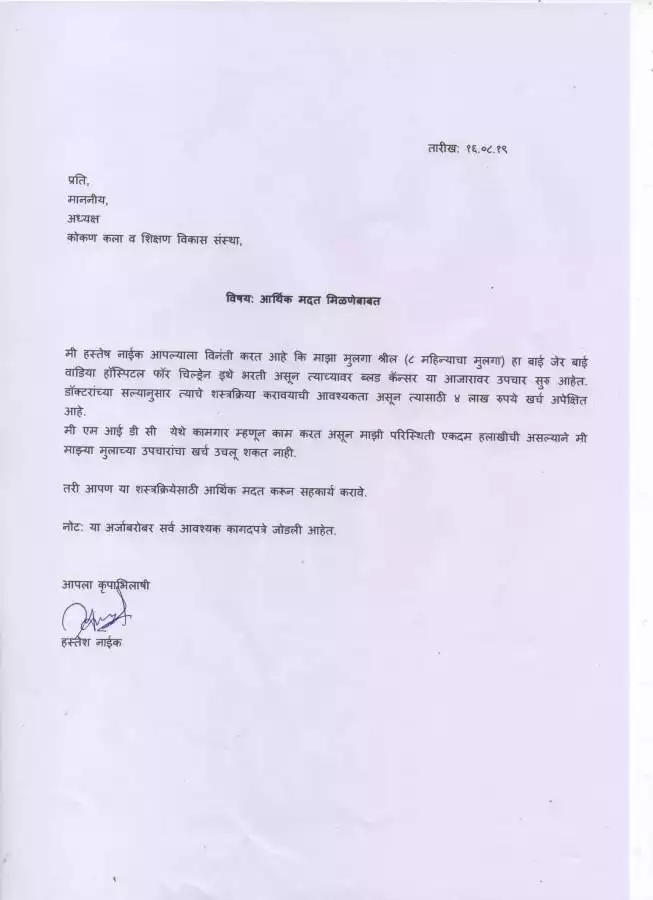 तारीख: १६.०८.१९
प्रति,
माननीय,
अध्यक्ष
कोकण कला व शिक्षण विकास संस्था,
विषय: आर्थिक मदत मिळणेबाबत
मी हस्तेष नाईक आपल्याला विनंती करत आहे कि माझा मुलगा श्रील (८ महिन्याचा मुलगा) हा बाई जेर बाई
वाडिया हॉस्पिटल फॉर चिल्ड्रेन इथे भरती असून त्याच्यावर ब्लड कॅन्सर या आजारावर उपचार सुरु आहेत.
डॉक्टरांच्या सल्यानुसार त्याचे शस्त्रक्रिया करावयाची आवश्यकता असून त्यासाठी ४ लाख रुपये खर्च अपेक्षित
आहे.
मी एम आई डी सी येथे कामगार म्हणून काम करत असून माझी परिस्थिती एकदम हलाखीची असल्याने मी
माझ्या मुलाच्या उपचारांचा खर्च उचलू शकत नाही.
तरी आपण या शस्त्रक्रियेसाठी आर्थिक मदत करून सहकार्य करावे.
नोट: या अर्जाबरोबर सर्व आवश्यक कागदपत्रे जोडली आहेत.
आपला कृपाभिलाषी
हस्तेश नाईक